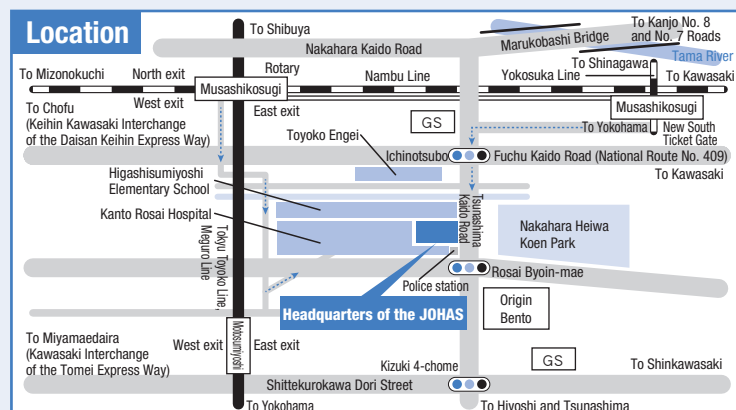 Location
To Shibuya
Nakahara Kaido Road
Marukobashi Bridge
To Kanjo No. 8
and No. 7 Roads
Tama River
To Mizonokuchi
North exit
Rotary
Nambu Line
To Shinagawa
Yokosuka Line
To Kawasaki
Musashikosugi
West exit
East exit
Musashikosugi
To Chofu
(Keihin Kawasaki Interchange
of the Daisan Keihin Express Way)
GS
Toyoko Engei
To Yokohama
New South
Ticket Gate
Ichinotsubo
Fuchu Kaido Road (National Route No. 409)
To Kawasaki
Higashisumiyoshi
Elementary School
Kanto Rosai Hospital
Tokyu Toyoko Line,
Meguro Line
Tsunashima
Kaido Road
Nakahara Heiwa
Koen Park
Police station
Rosai Byoin-mae
Headquarters of the JOHAS
Origin
Bento
To Miyamaedaira
(Kawasaki Interchange
of the Tomei Express Way)
West exit
Motosumiyoshi
East exit
GS
Kizuki 4-chome
To Shinkawasaki
Shittekurokawa Dori Street
To Yokohama
To Hiyoshi and Tsunashima